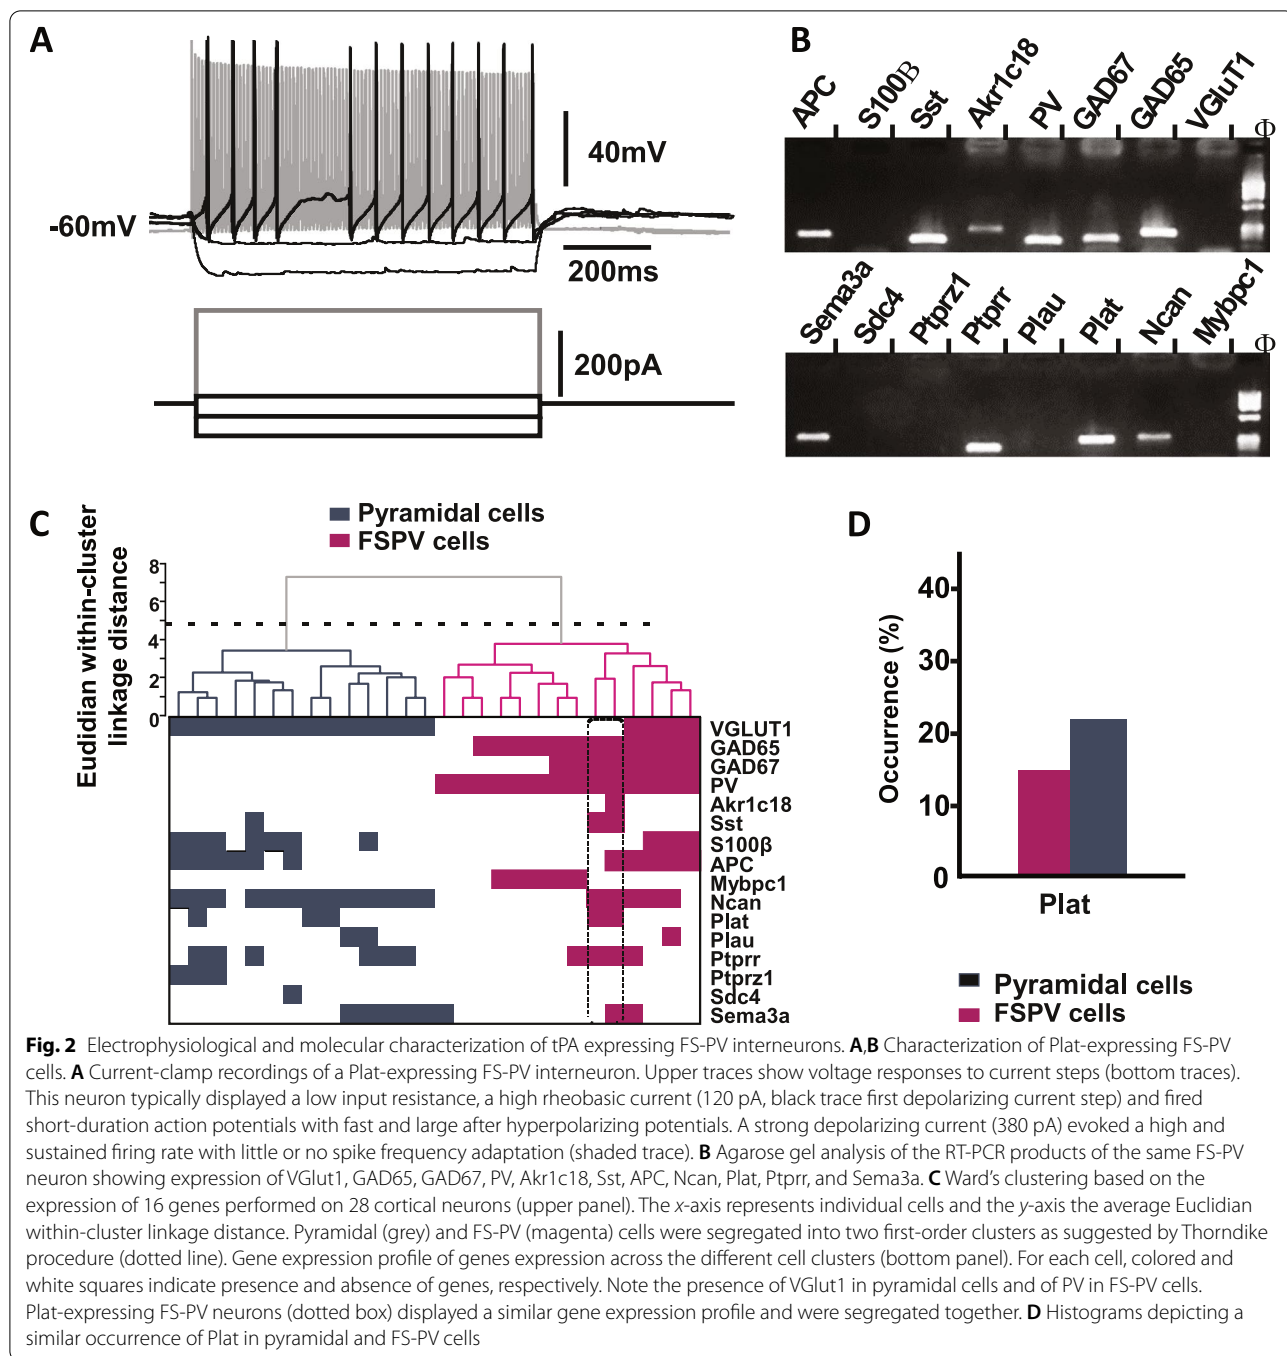 A
-60mV
40mV
200ms
200pA
B
APC S100B Sst Akr1c18 PV GAD67 GAD65 VGluT1 Φ
Sema3a Sdc4 Ptprz1 Ptprr Plau Plat Ncan Mybpc1 Φ
C
Pyramidal cells
FSPV cells
Eudidian within-cluster
linkage distance
8
6
4
2
0
VGLUT1
GAD65
GAD67
PV
Akr1c18
Sst
S100β
APC
Mybpc1
Ncan
Plat
Plau
Ptprr
Ptprz1
Sdc4
Sema3a
D
Occurrence (%)
40
30
20
10
0
Plat
Pyramidal cells
FSPV cells
Fig. 2 Electrophysiological and molecular characterization of tPA expressing FS-PV interneurons. A,B Characterization of Plat-expressing FS-PV
cells. A Current-clamp recordings of a Plat-expressing FS-PV interneuron. Upper traces show voltage responses to current steps (bottom traces).
This neuron typically displayed a low input resistance, a high rheobasic current (120 pA, black trace first depolarizing current step) and fired
short-duration action potentials with fast and large after hyperpolarizing potentials. A strong depolarizing current (380 pA) evoked a high and
sustained firing rate with little or no spike frequency adaptation (shaded trace). B Agarose gel analysis of the RT-PCR products of the same FS-PV
neuron showing expression of VGlut1, GAD65, GAD67, PV, Akr1c18, Sst, APC, Ncan, Plat, Ptprr, and Sema3a. C Ward's clustering based on the
expression of 16 genes performed on 28 cortical neurons (upper panel). The x-axis represents individual cells and the y-axis the average Euclidian
within-cluster linkage distance. Pyramidal (grey) and FS-PV (magenta) cells were segregated into two first-order clusters as suggested by Thorndike
procedure (dotted line). Gene expression profile of genes expression across the different cell clusters (bottom panel). For each cell, colored and
white squares indicate presence and absence of genes, respectively. Note the presence of VGlut1 in pyramidal cells and of PV in FS-PV cells.
Plat-expressing FS-PV neurons (dotted box) displayed a similar gene expression profile and were segregated together. D Histograms depicting a
similar occurrence of Plat in pyramidal and FS-PV cells